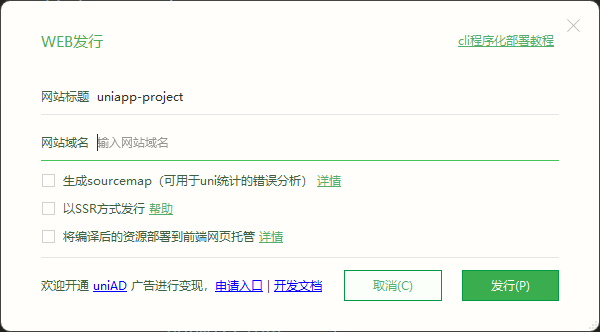 WEB发行
cli程序化部署教程
网站标题 uniapp-project
网站域名 输入网站域名
生成sourcemap（可用于uni统计的错误分析） 详情
以SSR方式发行 帮助
将编译后的资源部署到前端网页托管 详情
欢迎开通 uniAD 广告进行变现，申请入口 | 开发文档
取消(C)
发行(P)